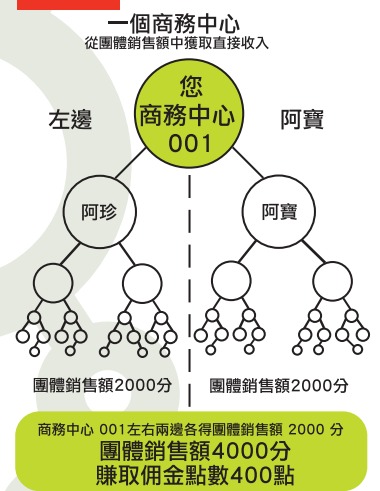 一個商務中心
從團體銷售額中獲取直接收入
您
商務中心
001
左邊
阿寶
阿珍
阿寶
團體銷售額2000分
團體銷售額2000分
商務中心 001左右兩邊各得團體銷售額 2000 分
團體銷售額4000分
賺取佣金點數400點